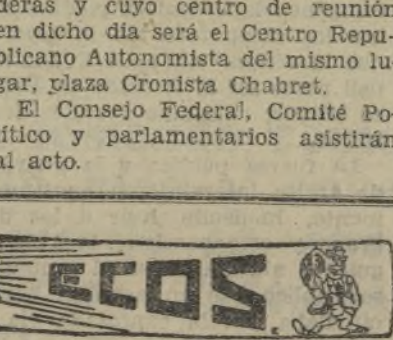 deras y cuyo centro de reunión
en dicho día será el Centro Repu-
blicano Autonomista del mismo lu-
gar, plaza Cronista Chabret.
El Consejo Federal, Comité Po-
lítico y parlamentarios asistirán
al acto.
ECOS